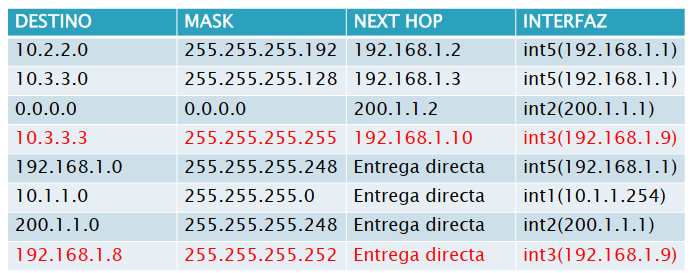 DESTINO MASK NEXT HOP INTERFAZ
10.2.2.0 255.255.255.192 192.168.1.2 int5(192.168.1.1)
10.3.3.0 255.255.255.128 192.168.1.3 int5(192.168.1.1)
0.0.0.0 0.0.0.0 200.1.1.2 int2(200.1.1.1)
10.3.3.3 255.255.255.255 192.168.1.10 int3(192.168.1.9)
192.168.1.0 255.255.255.248 Entrega directa int5(192.168.1.1)
10.1.1.0 255.255.255.0 Entrega directa int1(10.1.1.254)
200.1.1.0 255.255.255.248 Entrega directa int2(200.1.1.1)
192.168.1.8 255.255.255.252 Entrega directa int3(192.168.1.9)